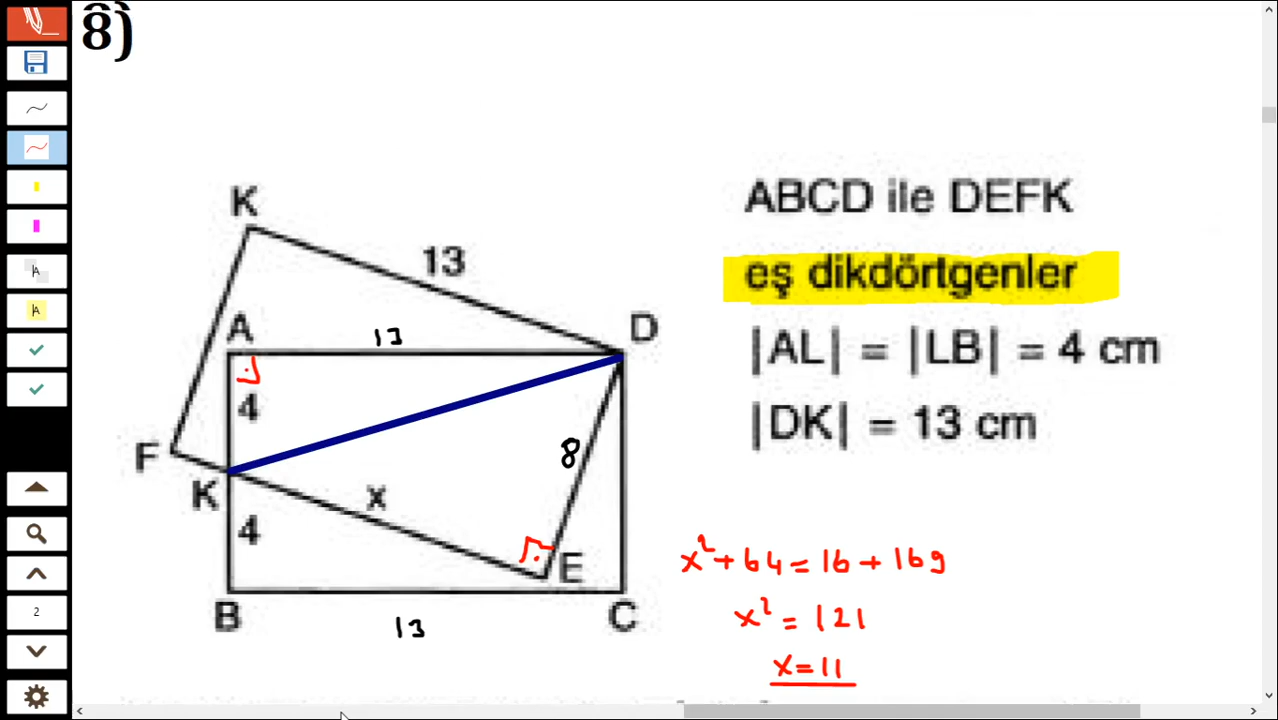 8)
K
13
A
13
D
4
8
F
K
x
4
E
B
13
C
ABCD ile DEFK
eş dikdörtgenler
|AL| = |LB| = 4 cm
|DK| = 13 cm
x² + 64 = 16 + 169
x² = 121
x = 11
A
A
2